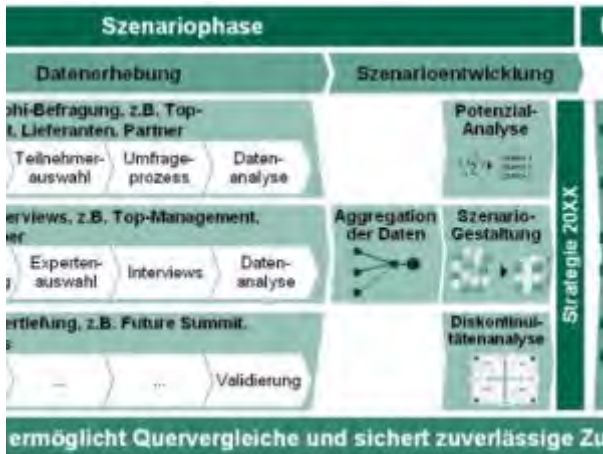 Szenariophase
Datenerhebung
Szenarioentwicklung
phi-Befragung, z.B. Top-
t, Lieferanten, Partner
Teilnehmer-
auswahl
Umfrage-
prozess
Daten-
analyse
Potenzial-
Analyse
erviews, z.B. Top-Management,
ner
Experten-
auswahl
Interviews
Daten-
analyse
Aggregation
der Daten
Szenario-
Gestaltung
ertiefung, z.B. Future Summit,
s
...
...
Validierung
Diskontinui-
tätenanalyse
Strategie 20XX
ermöglicht Quervergleiche und sichert zuverlässige Zu